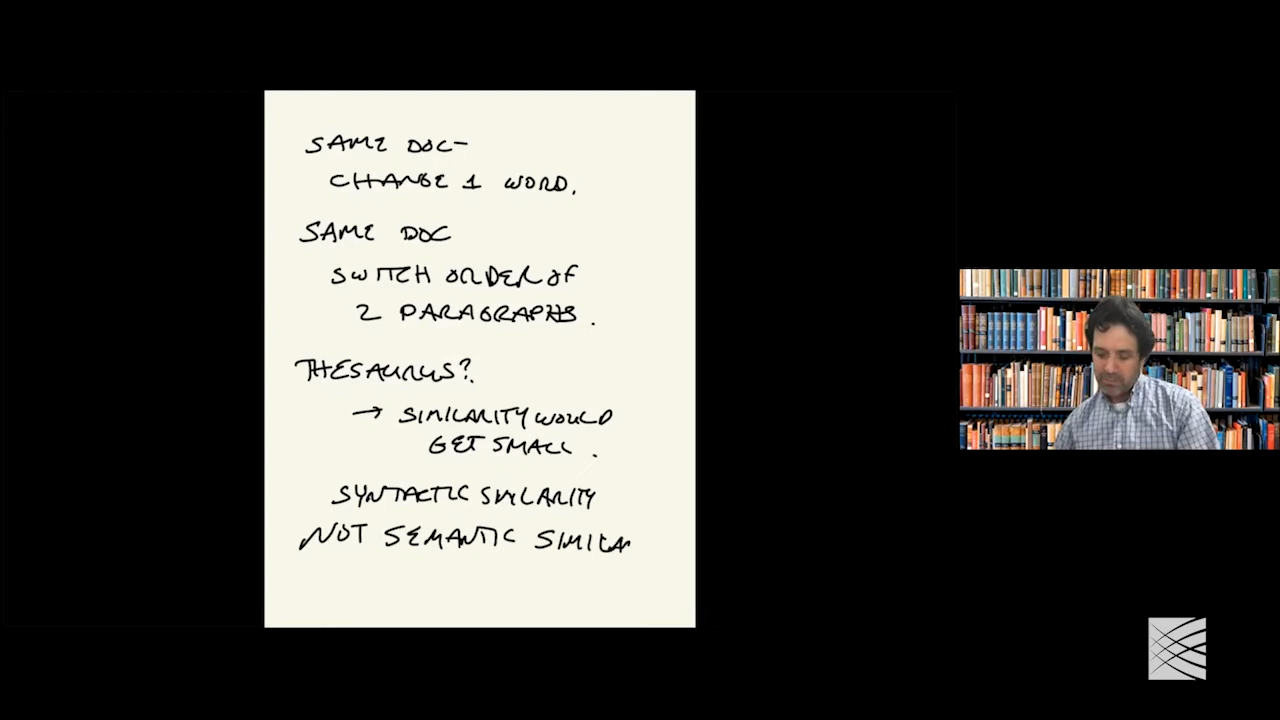 SAME DOC-
CHANGE 1 WORD.
SAME DOC
SWITCH ORDER OF
2 PARAGRAPHS.
THESAURUS?
→ SIMILARITY WOULD
GET SMALL.
SYNTACTIC SIMILARITY
NOT SEMANTIC SIMILAR